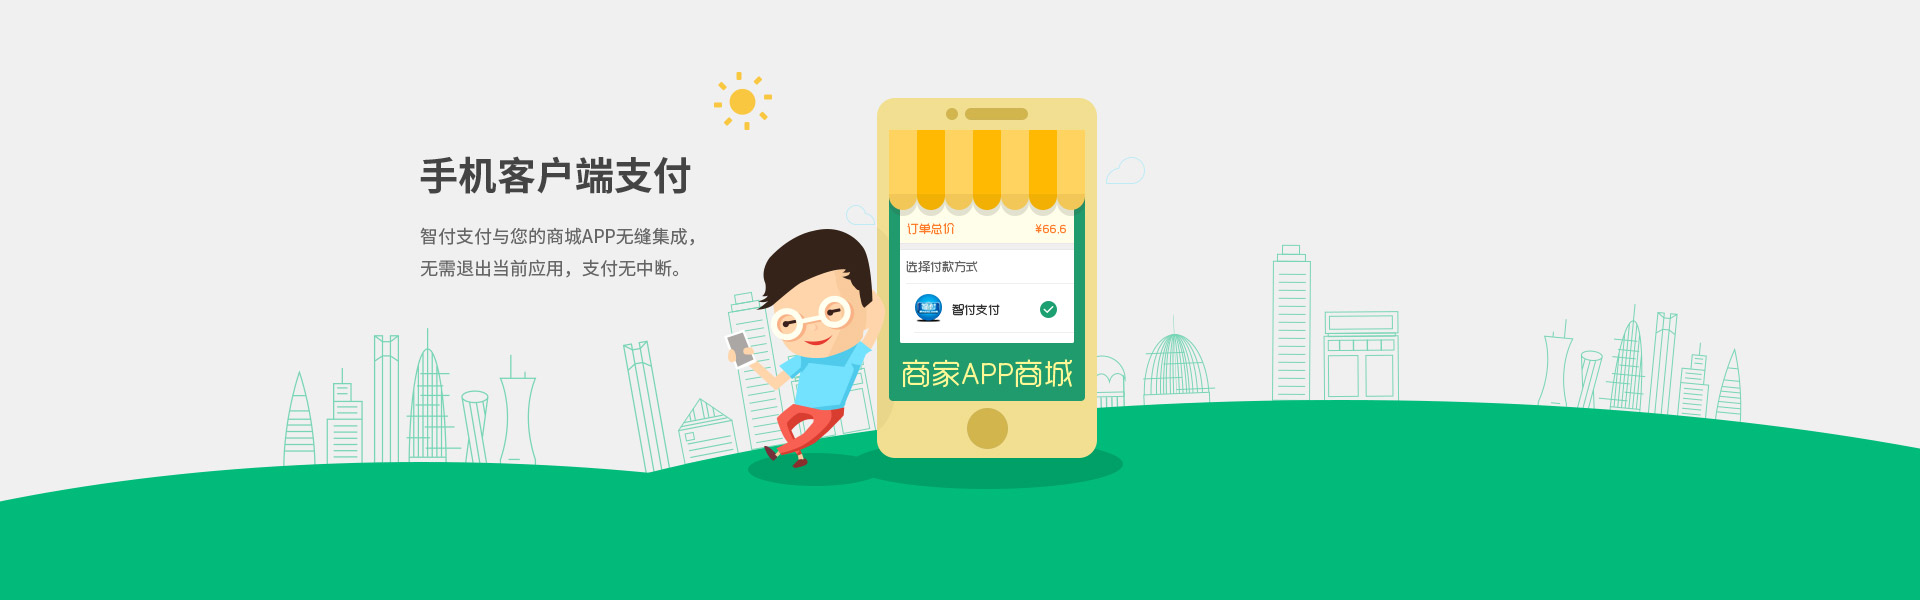 手机客户端支付
智付支付与您的商城APP无缝集成，
无需退出当前应用，支付无中断。
订单总价 ¥66.6
选择付款方式
智付支付
商家APP商城